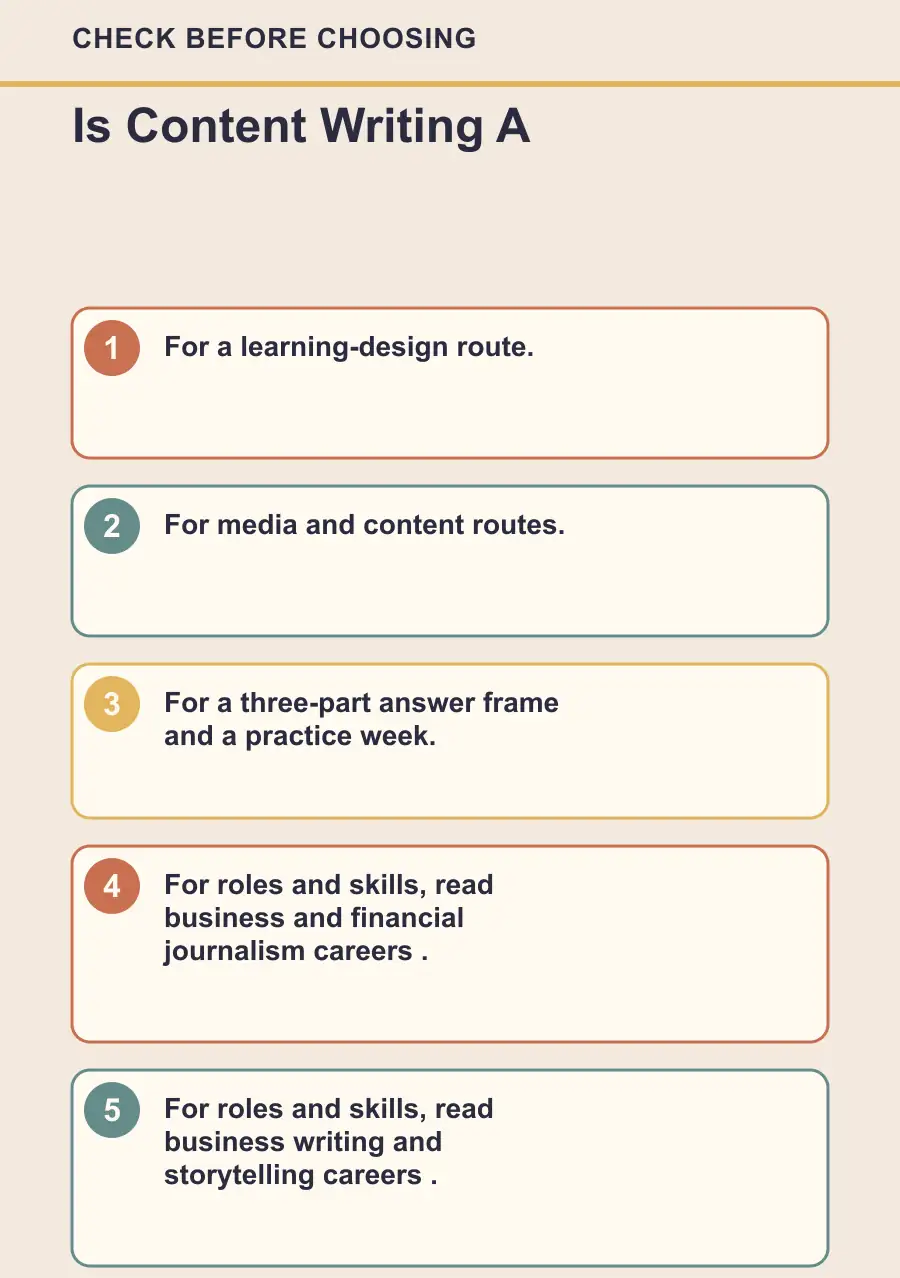 CHECK BEFORE CHOOSING
Is Content Writing A
1
For a learning-design route.
2
For media and content routes.
3
For a three-part answer frame
and a practice week.
4
For roles and skills, read
business and financial
journalism careers .
5
For roles and skills, read
business writing and
storytelling careers .